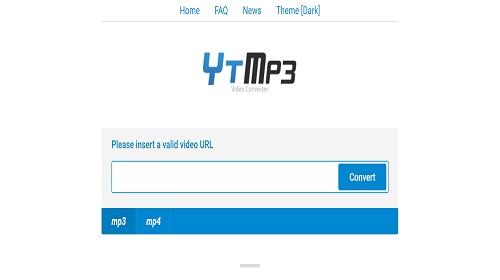 Home FAQ News Theme [Dark]
YTMP3
Video Converter
Please insert a valid video URL
Convert
mp3 mp4